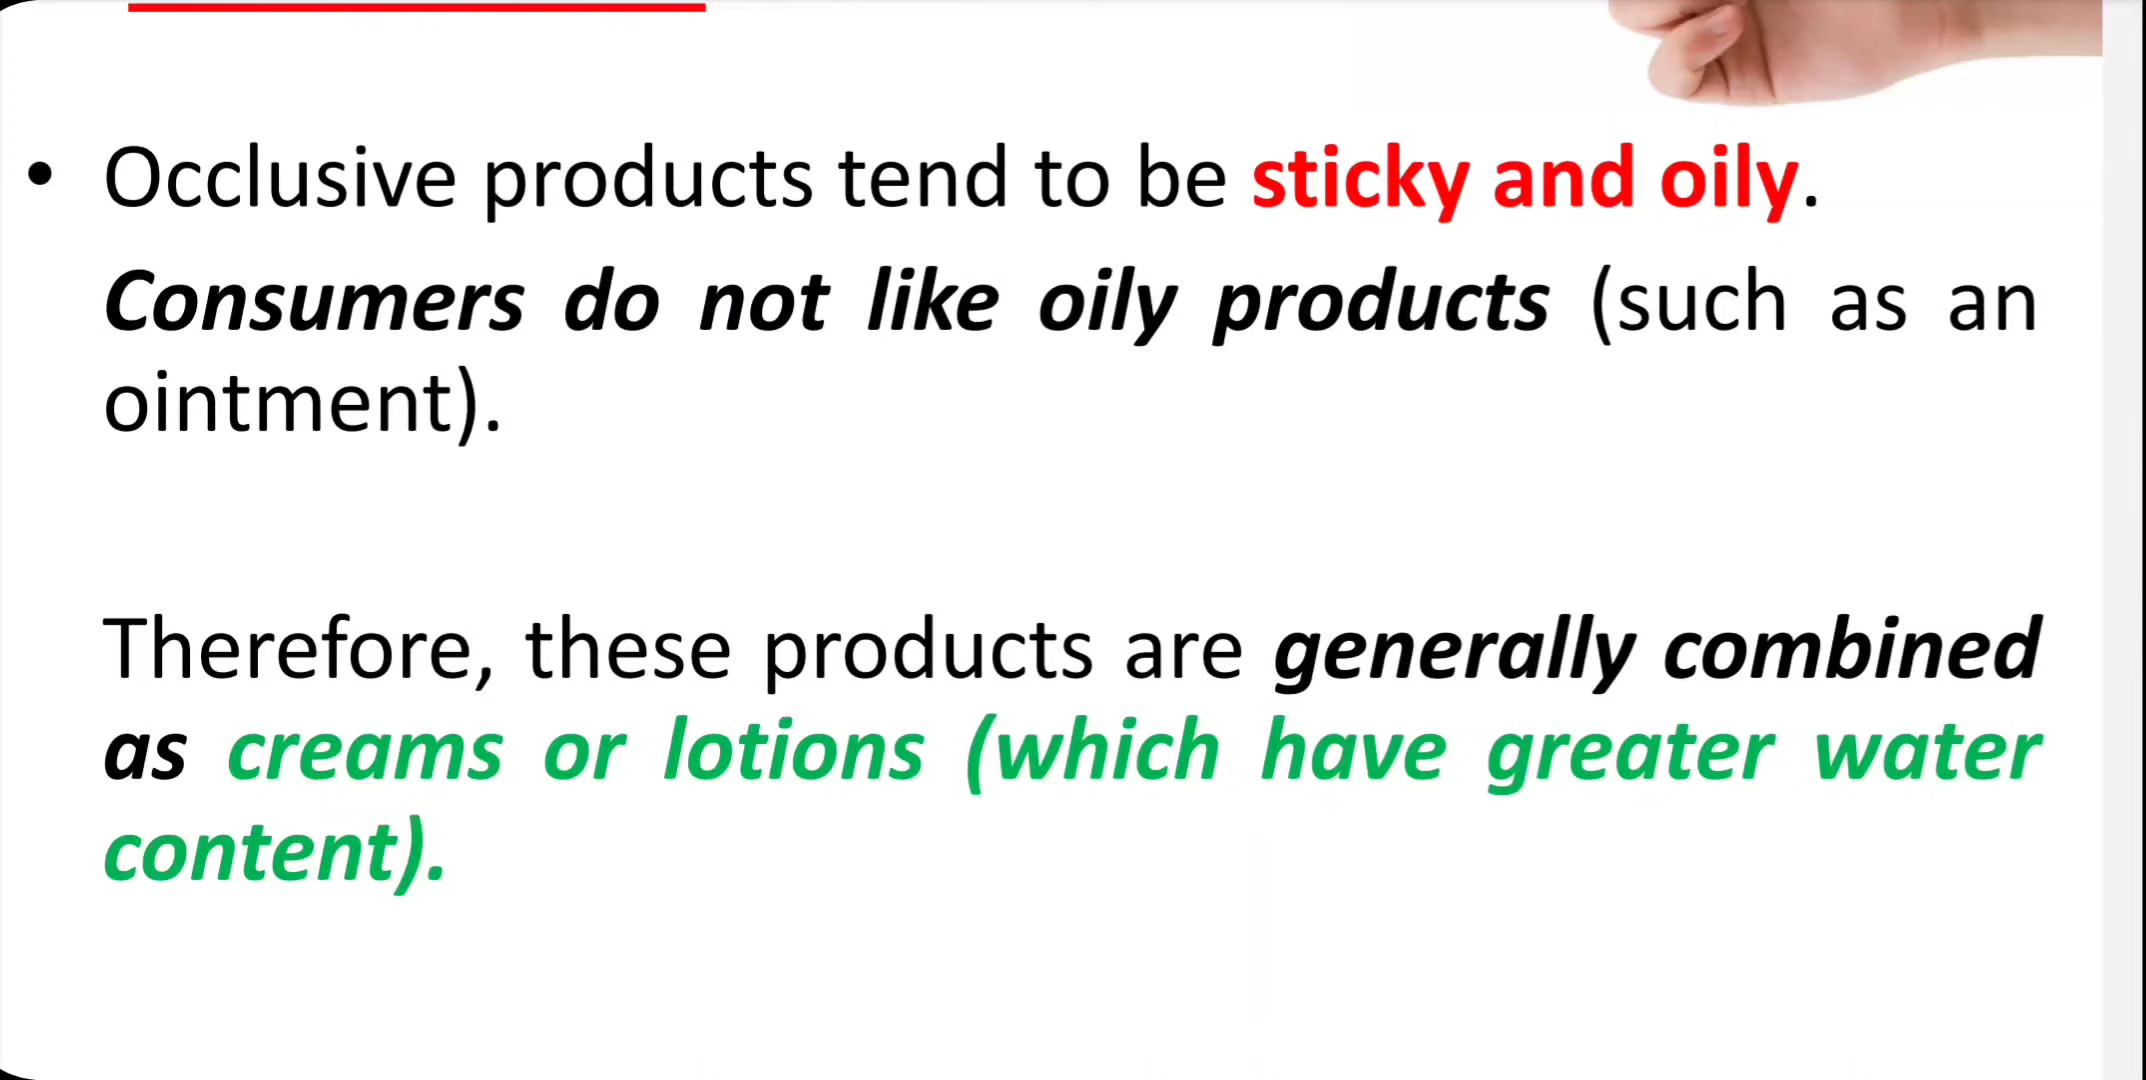 • Occlusive products tend to be sticky and oily.
Consumers do not like oily products (such as an
ointment).
Therefore, these products are generally combined
as creams or lotions (which have greater water
content).